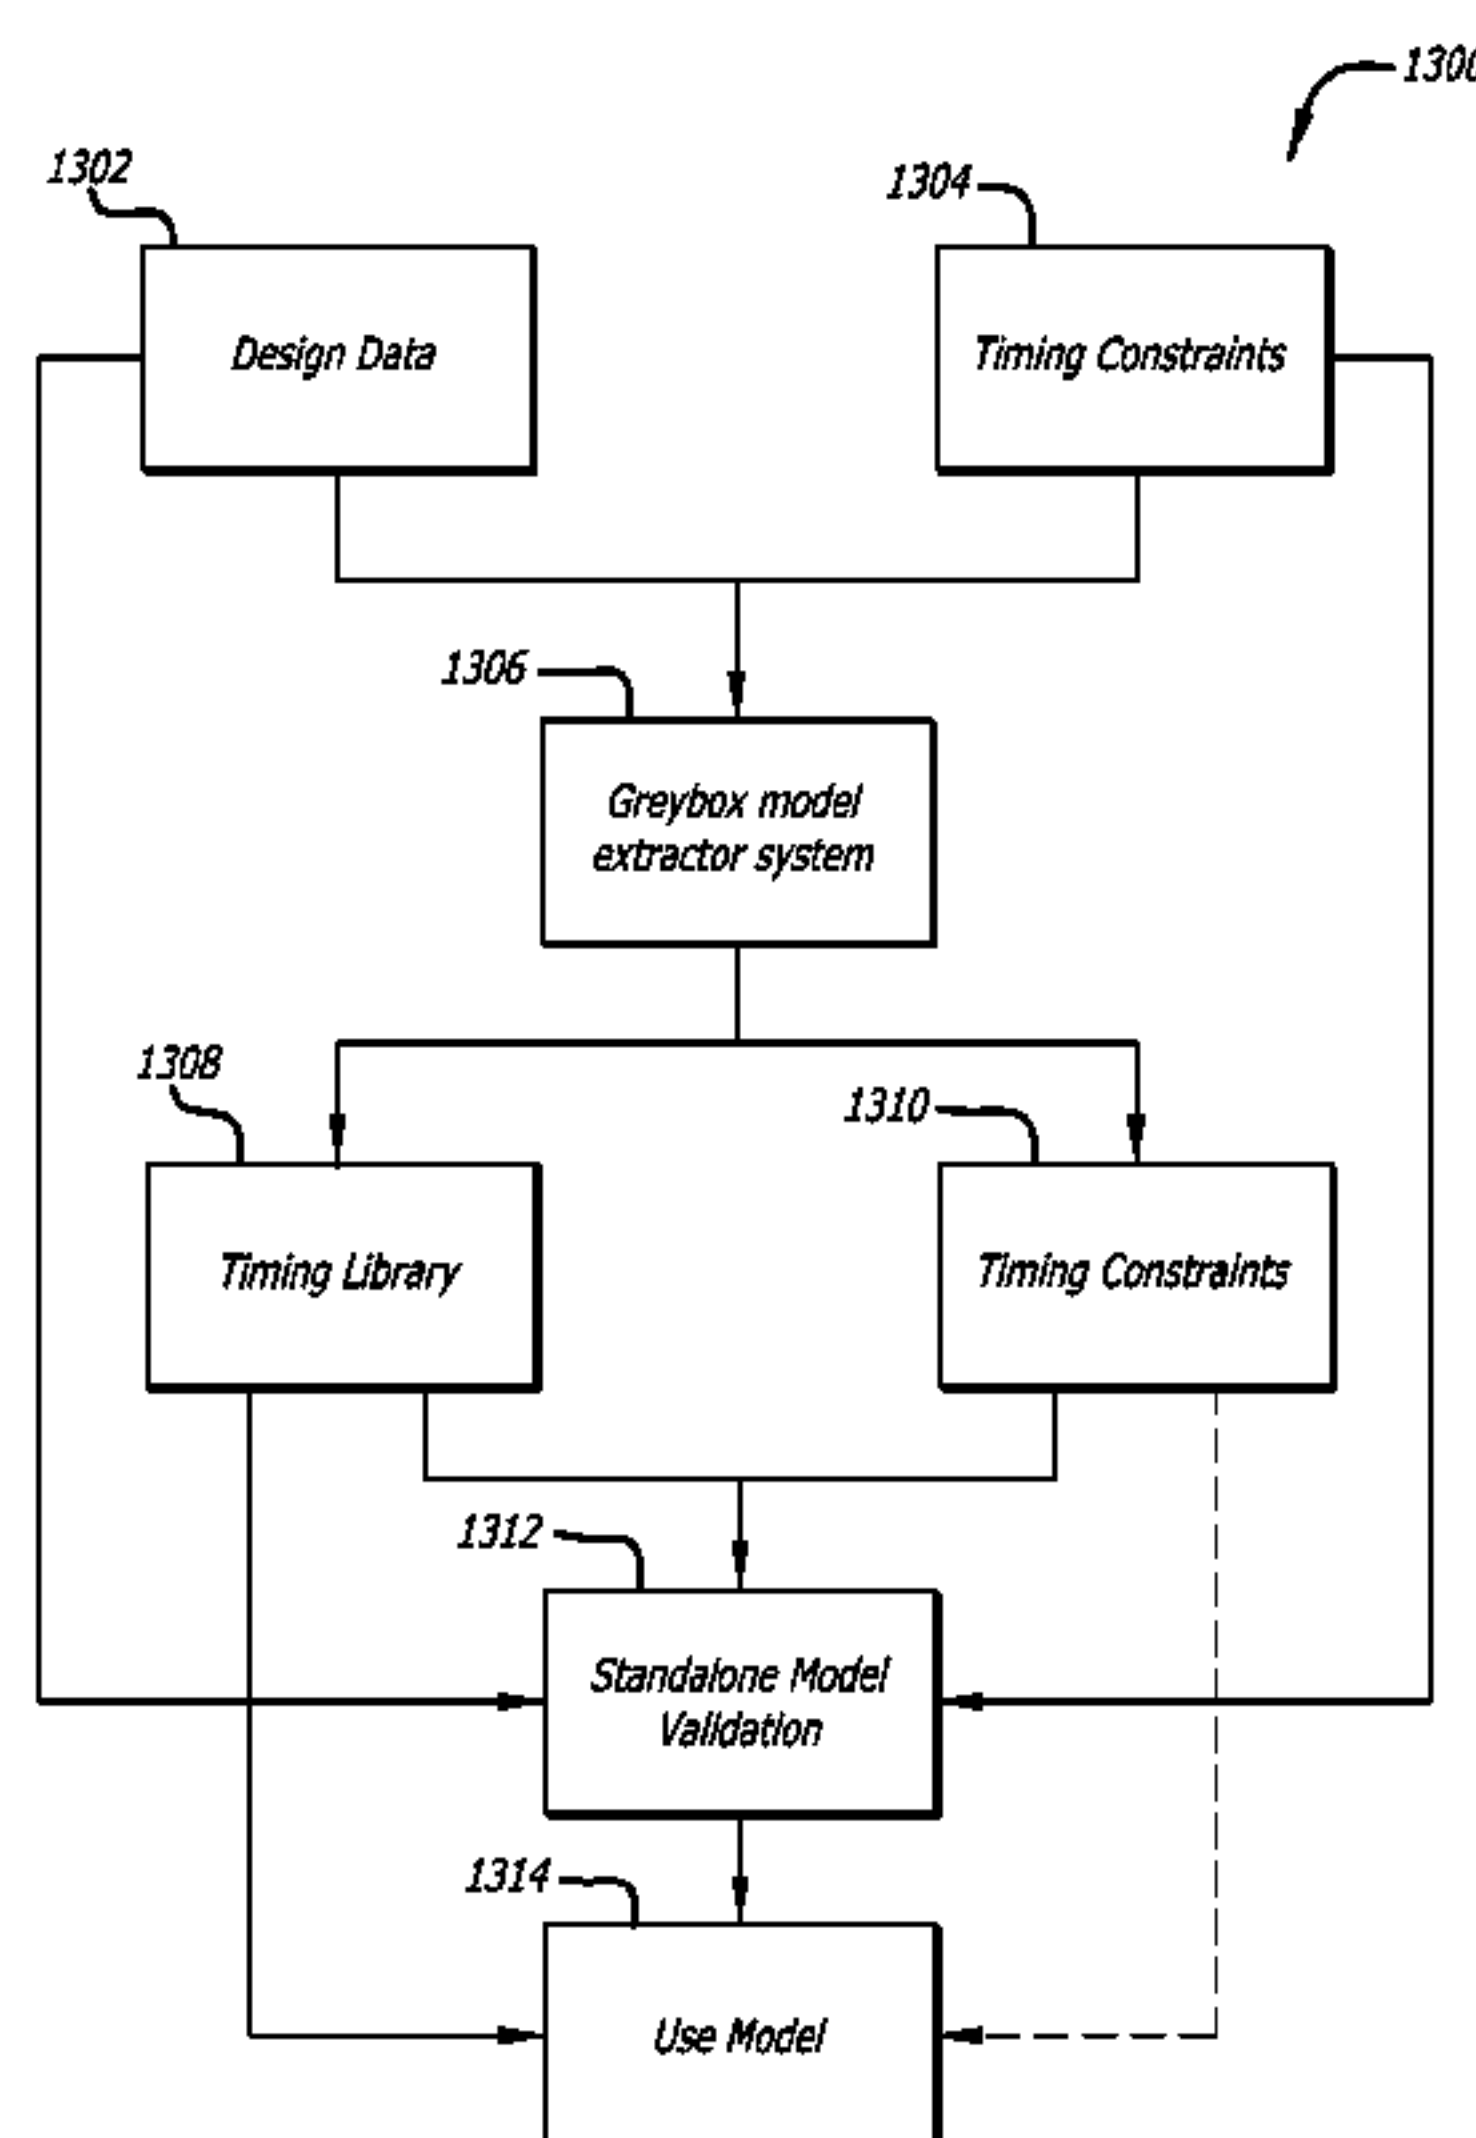 1300
1302
1304
Design Data
Timing Constraints
1306
Greybox model
extractor system
1308
1310
Timing Library
Timing Constraints
1312
Standalone Model
Validation
1314
Use Model